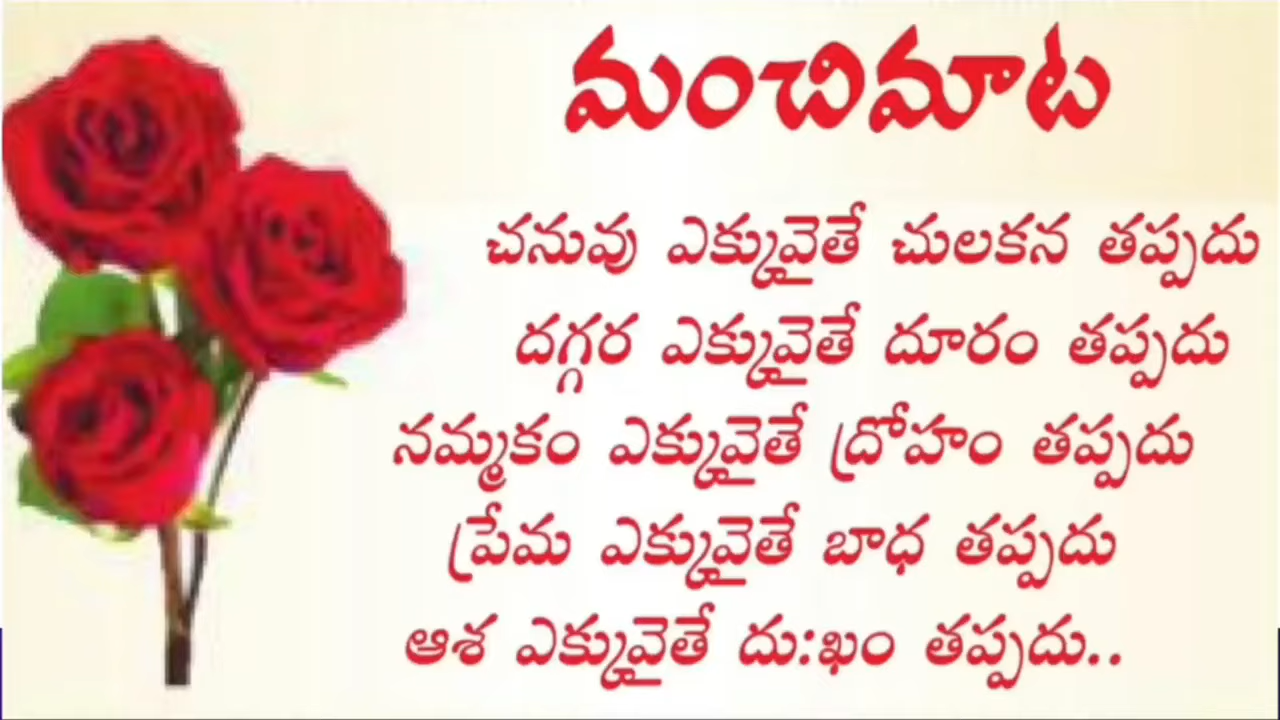 మంచిమాట
చనువు ఎక్కువైతే చులకన తప్పదు
దగ్గర ఎక్కువైతే దూరం తప్పదు
నమ్మకం ఎక్కువైతే ద్రోహం తప్పదు
ప్రేమ ఎక్కువైతే బాధ తప్పదు
ఆశ ఎక్కువైతే దు:ఖం తప్పదు..